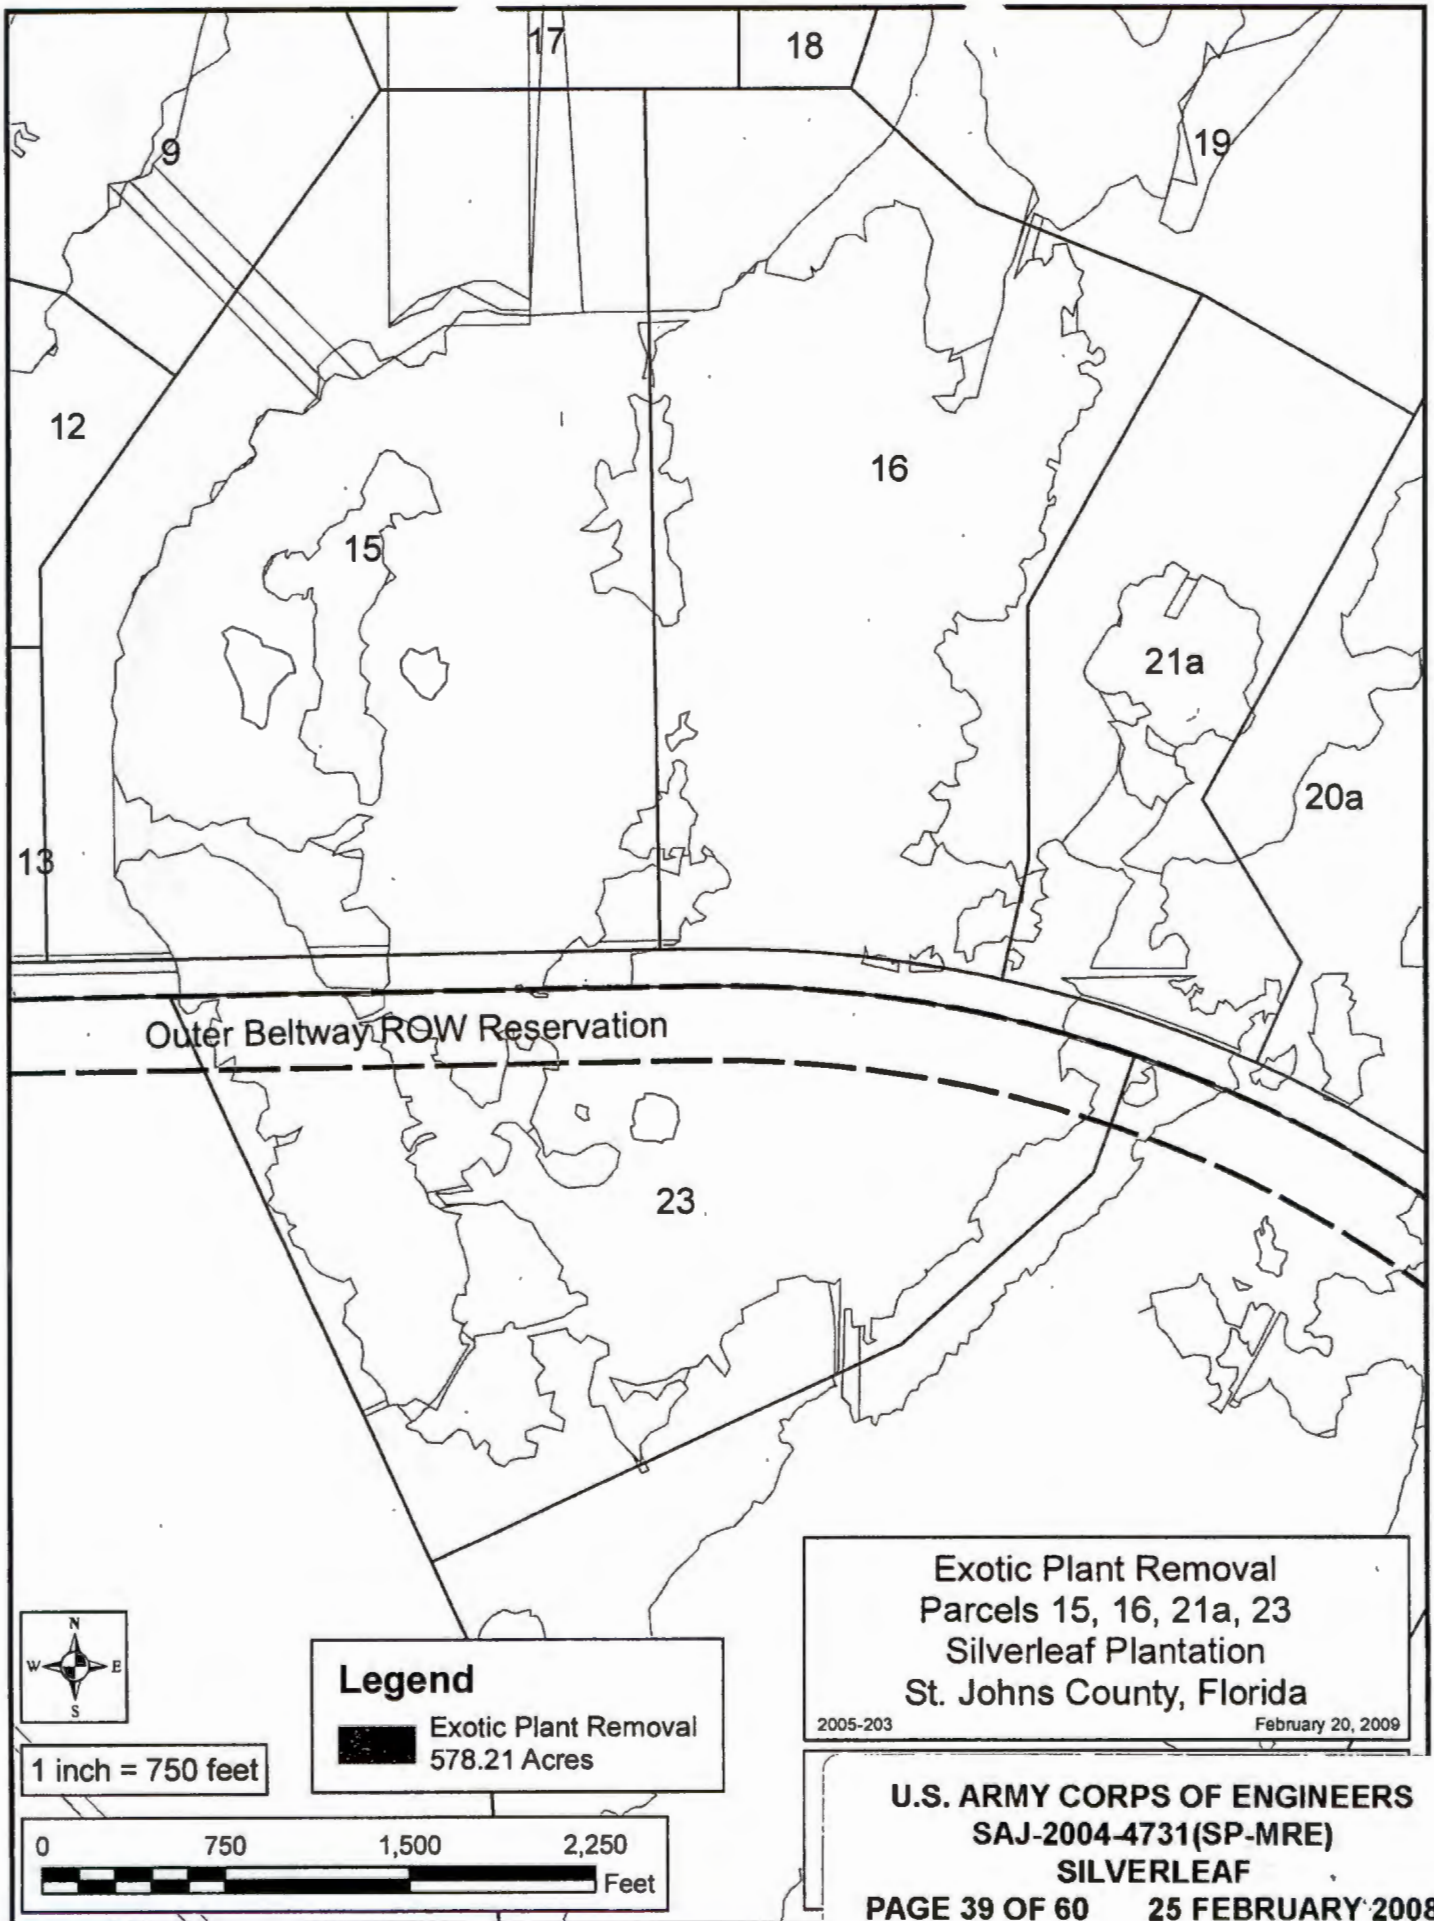 17
18
9
19
12
16
15
21a
20a
13
Outer Beltway ROW Reservation
23
Exotic Plant Removal
Parcels 15, 16, 21a, 23
Silverleaf Plantation
St. Johns County, Florida
2005-203
February 20, 2009
N
W E
S
Legend
Exotic Plant Removal
578.21 Acres
1 inch = 750 feet
0 750 1,500 2,250
Feet
U.S. ARMY CORPS OF ENGINEERS
SAJ-2004-4731(SP-MRE)
SILVERLEAF
PAGE 39 OF 60 25 FEBRUARY 2008